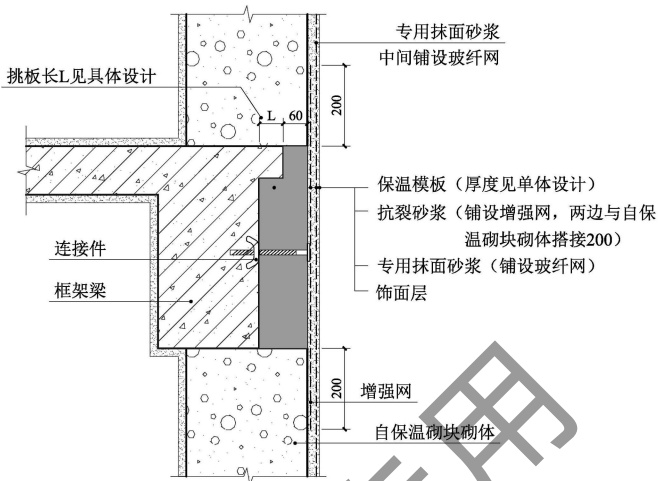 专用抹面砂浆
中间铺设玻纤网
挑板长L见具体设计
L
60
200
保温模板（厚度见单体设计）
抗裂砂浆（铺设增强网，两边与自保
温砌块砌体搭接200）
专用抹面砂浆（铺设玻纤网）
饰面层
连接件
框架梁
200
增强网
自保温砌块砌体
用